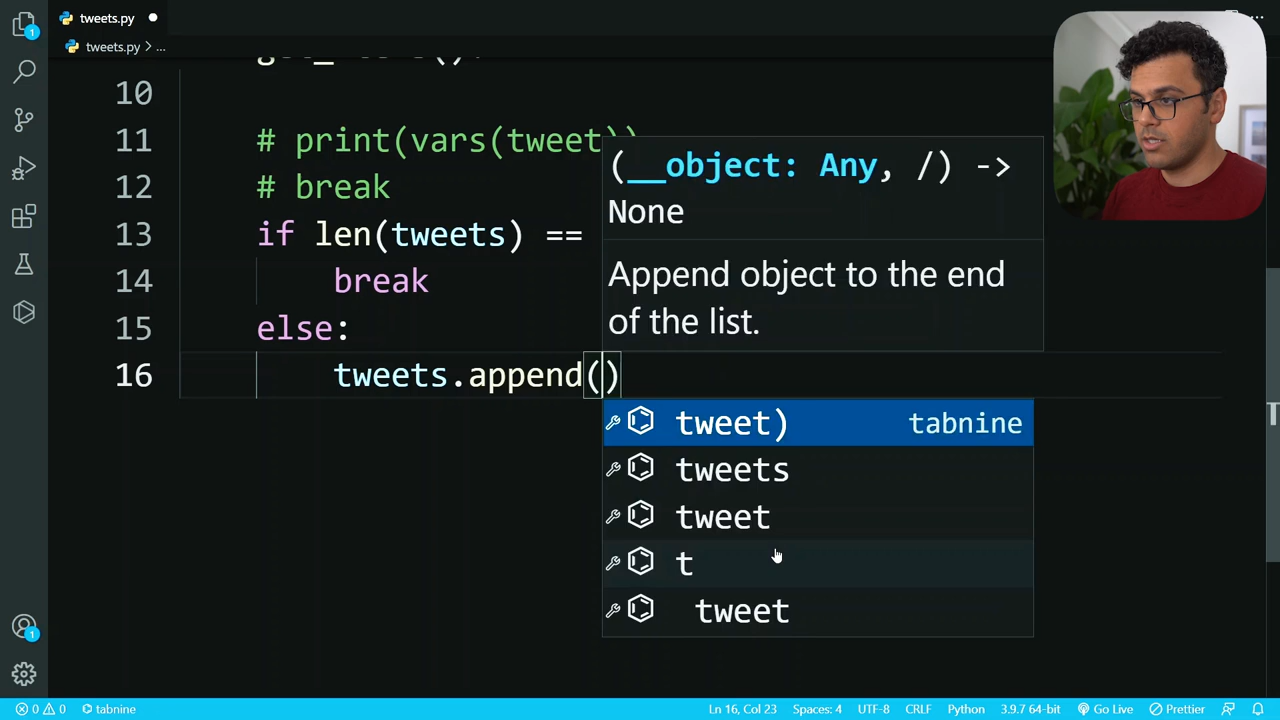 tweets.py
tweets.py > ...
10
11 # print(vars(tweet))
12 # break
13 if len(tweets) ==
14 break
15 else:
16 tweets.append()
(__object: Any, /) ->
None
Append object to the end
of the list.
tweet) tabnine
tweets
tweet
t
tweet
1
1
0 0 tabnine Ln 16, Col 23 Spaces: 4 UTF-8 CRLF Python 3.9.7 64-bit Go Live Prettier